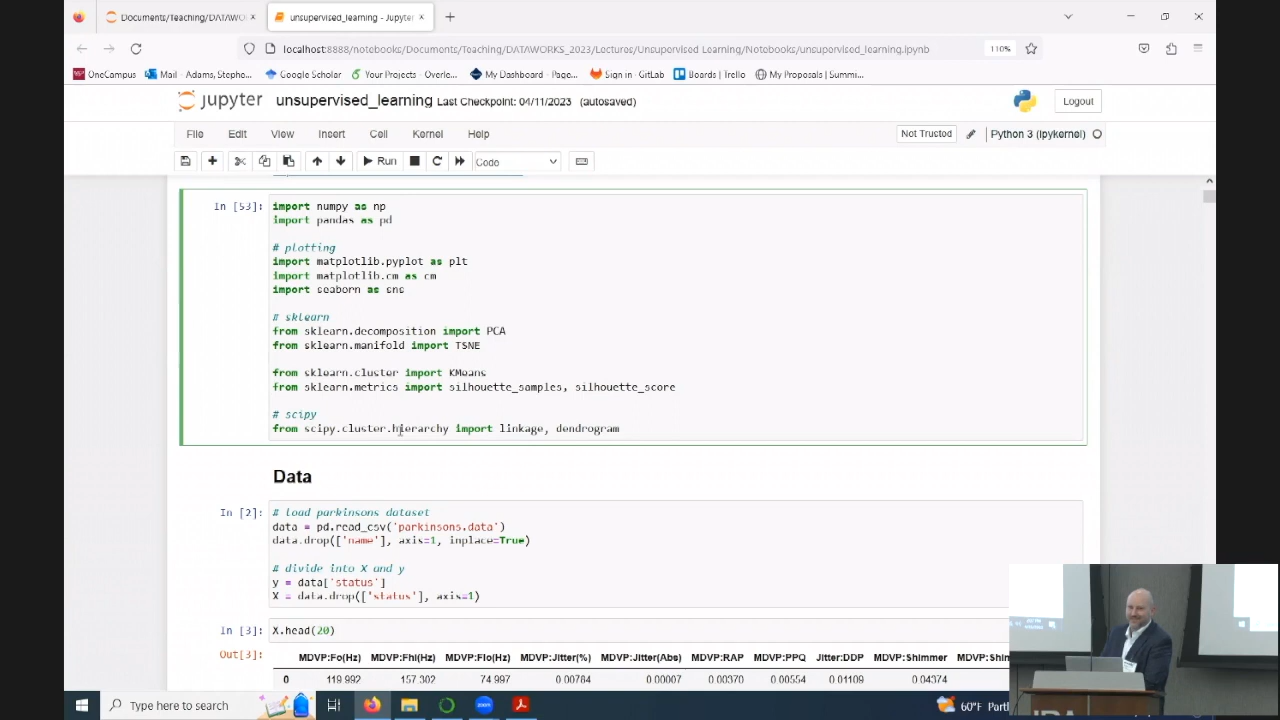 Documents/Teaching/DATAWO
unsupervised_learning - Jupyter
localhost:8888/notebooks/Documents/Teaching/DATAWORKS_2023/Lectures/Unsupervised Learning/Notebooks/unsupervised_learning.ipynb
110%
OneCampus
Mail - Adams, Stepho...
Google Scholar
Your Projects - Overle...
My Dashboard - Page...
Sign in · GitLab
Boards | Trello
My Proposals | Summi...
jupyter unsupervised_learning Last Checkpoint: 04/11/2023 (autosaved)
Logout
File Edit View Insert Cell Kernel Help
Not Trusted
Python 3 (ipykernel)
Run
Code
In [53]:
import numpy as np
import pandas as pd
# plotting
import matplotlib.pyplot as plt
import matplotlib.cm as cm
import seaborn as sns
# sklearn
from sklearn.decomposition import PCA
from sklearn.manifold import TSNE
from sklearn.cluster import KMeans
from sklearn.metrics import silhouette_samples, silhouette_score
# scipy
from scipy.cluster.hierarchy import linkage, dendrogram
Data
In [2]:
# load parkinsons dataset
data = pd.read_csv('parkinsons.data')
data.drop(['name'], axis=1, inplace=True)
# divide into X and y
y = data['status']
X = data.drop(['status'], axis=1)
In [3]:
X.head(20)
Out[3]:
MDVP:Fo(Hz) MDVP:Fhi(Hz) MDVP:Flo(Hz) MDVP:Jitter(%) MDVP:Jitter(Abs) MDVP:RAP MDVP:PPQ Jitter:DDP MDVP:Shimmer MDVP:Shim
0 119.992 157.302 74.997 0.00784 0.00007 0.00370 0.00554 0.01109 0.04374
Type here to search
60°F Partl